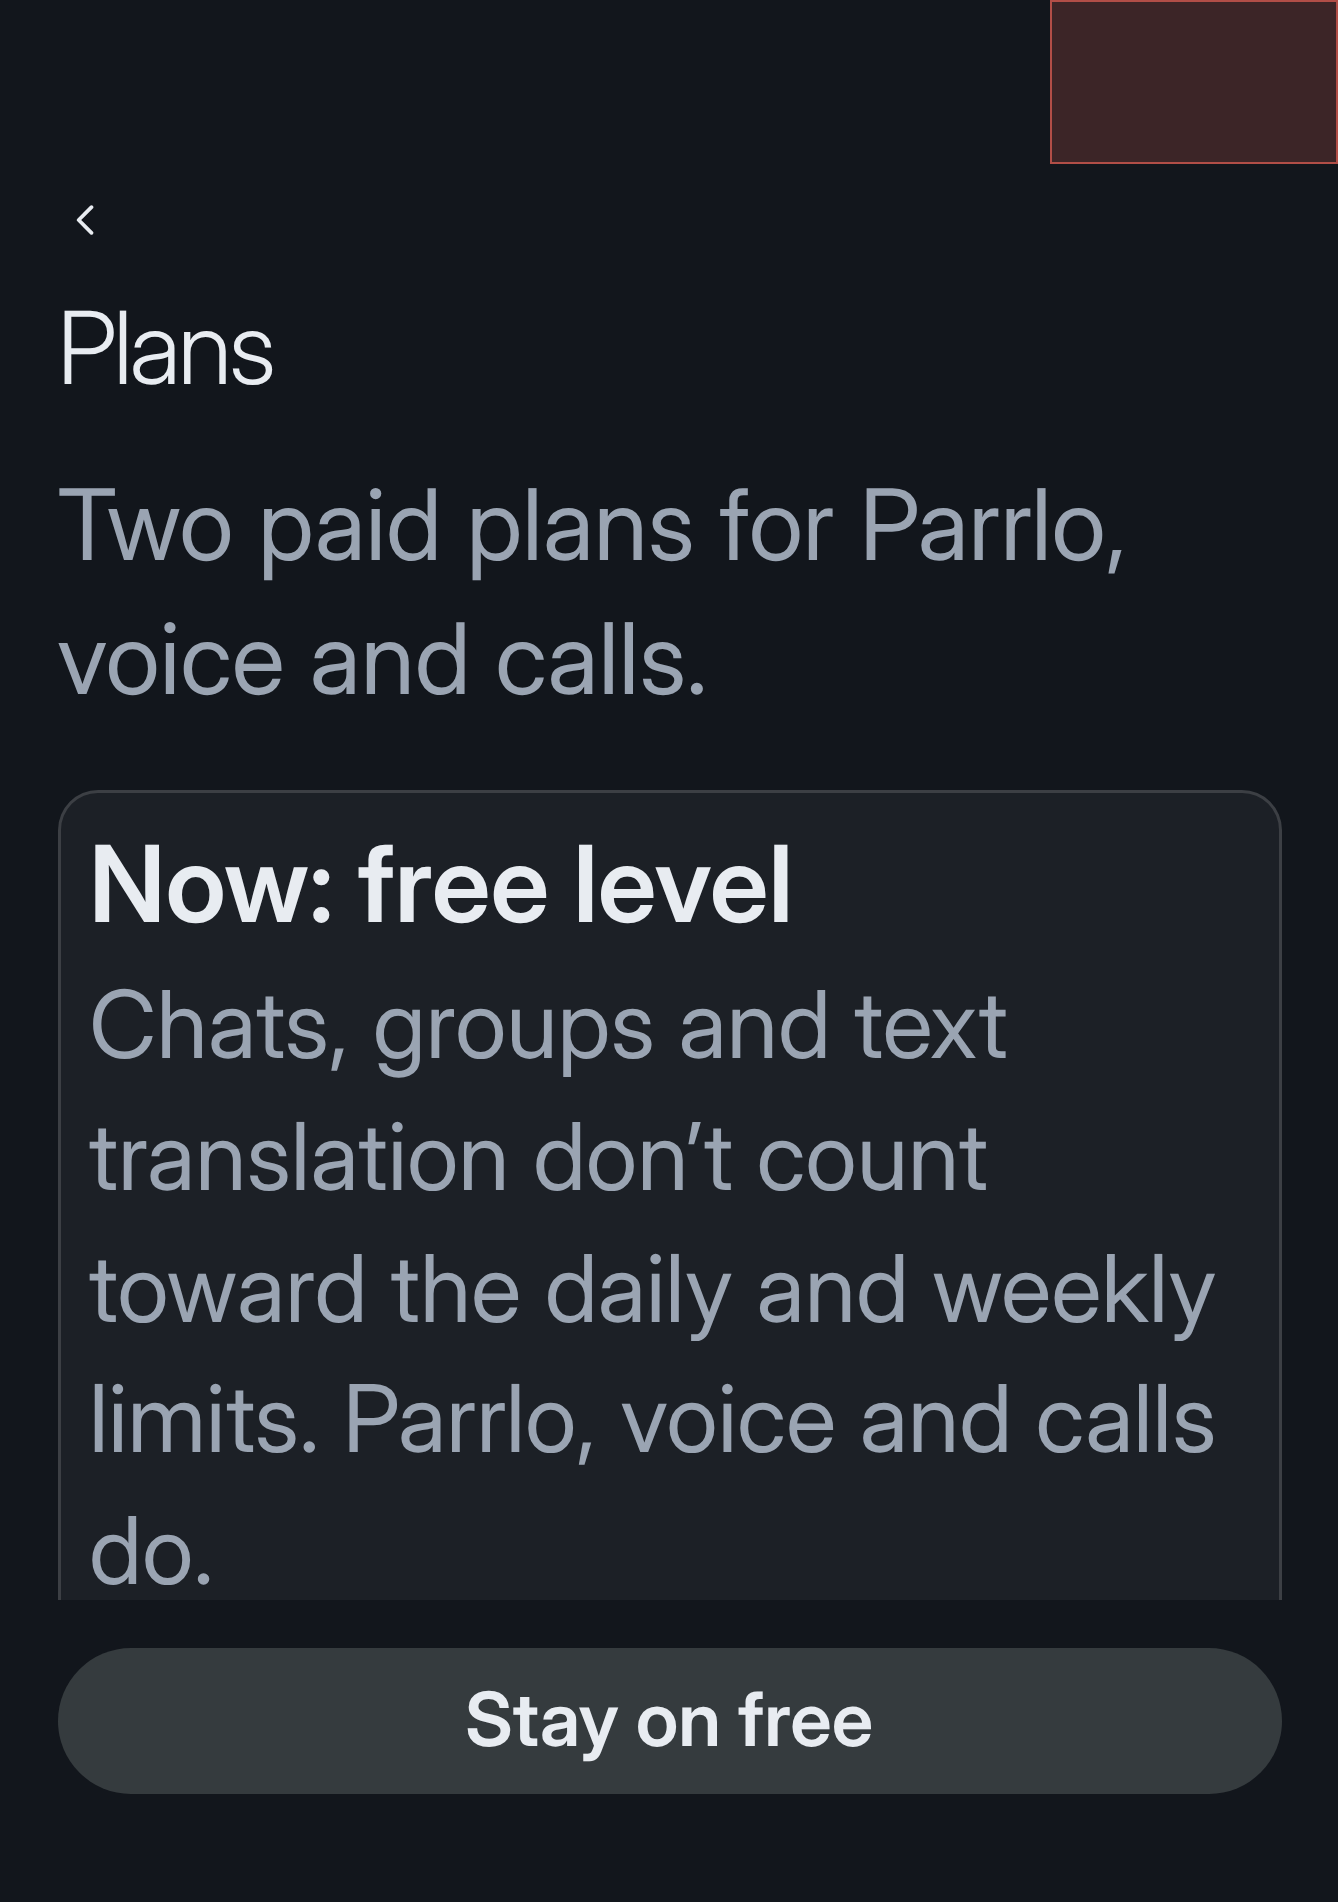 Plans
Two paid plans for Parrlo,
voice and calls.
Now: free level
Chats, groups and text
translation don’t count
toward the daily and weekly
limits. Parrlo, voice and calls
do.
Stay on free